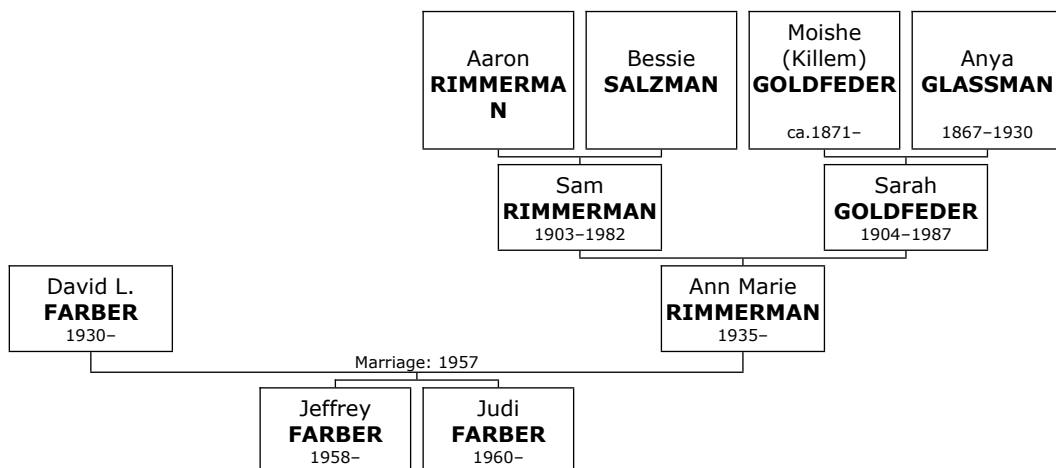 Aaron
RIMMERMA
N
Bessie
SALZMAN
Moishe
(Killem)
GOLDFEDER
ca.1871–
Anya
GLASSMAN
1867–1930
Sam
RIMMERMAN
1903–1982
Sarah
GOLDFEDER
1904–1987
David L.
FARBER
1930–
Ann Marie
RIMMERMAN
1935–
Marriage: 1957
Jeffrey
FARBER
1958–
Judi
FARBER
1960–